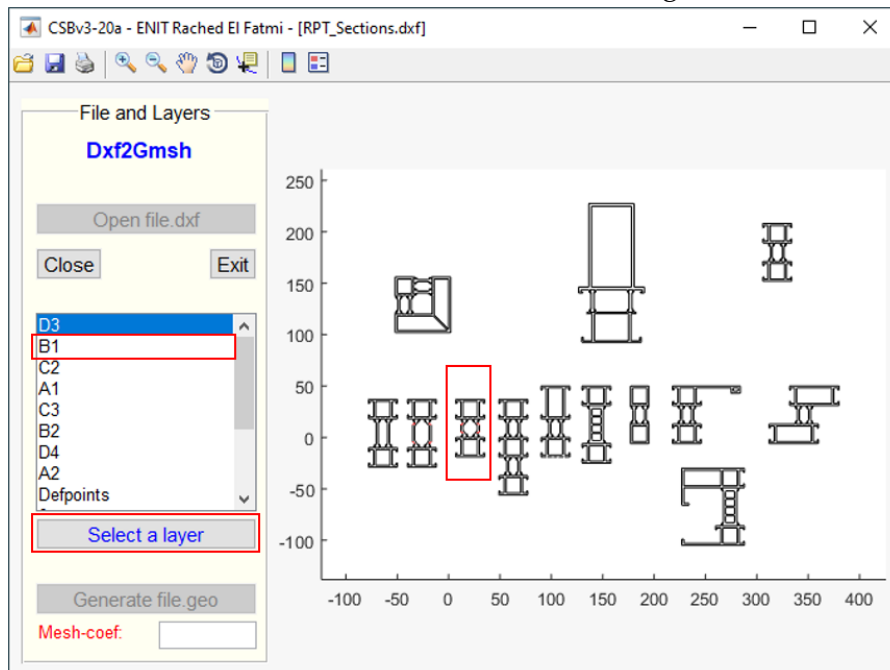 CSBv3-20a - ENIT Rached El Fatmi - [RPT_Sections.dxf]
File and Layers
Dxf2Gmsh
Open file.dxf
Close
Exit
D3
B1
C2
A1
C3
B2
D4
A2
Defpoints
Select a layer
Generate file.geo
Mesh-coef:
250
200
150
100
50
0
-50
-100
-100 -50 0 50 100 150 200 250 300 350 400